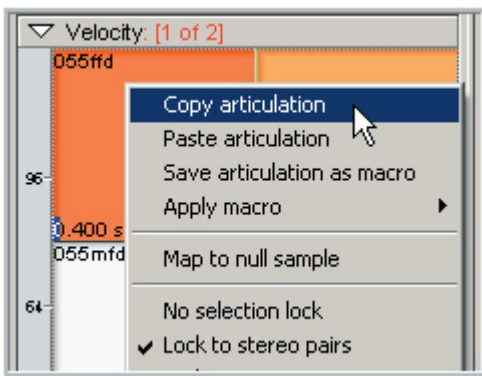 Velocity: [1 of 2]
055ffd
Copy articulation
Paste articulation
Save articulation as macro
96
Apply macro
0.400 s
055mfd
Map to null sample
64
No selection lock
Lock to stereo pairs